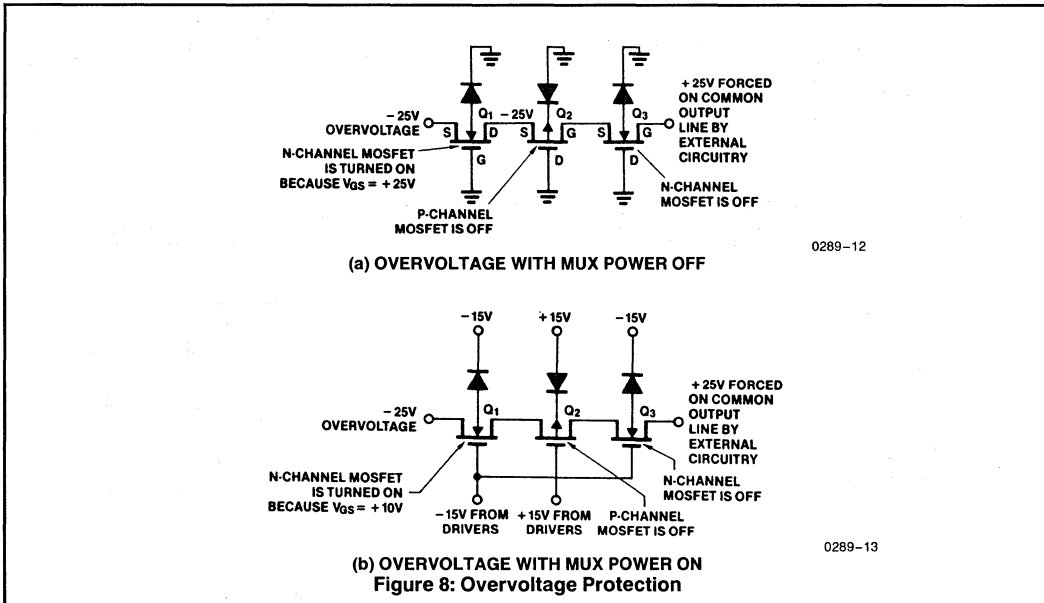 +25V FORCED
ON COMMON
OUTPUT
LINE BY
EXTERNAL
CIRCUITRY
-25V
OVERVOLTAGE
Q1
-25V
Q2
Q3
S
D
S
G
S
G
G
D
D
N-CHANNEL MOSFET
IS TURNED ON
BECAUSE VGS = +25V
P-CHANNEL
MOSFET IS OFF
N-CHANNEL
MOSFET IS OFF
0289-12
(a) OVERVOLTAGE WITH MUX POWER OFF
-15V
+15V
-15V
+25V FORCED
ON COMMON
OUTPUT
LINE BY
EXTERNAL
CIRCUITRY
-25V
OVERVOLTAGE
Q1
Q2
Q3
N-CHANNEL MOSFET
IS TURNED ON
BECAUSE VGS = +10V
-15V FROM
DRIVERS
+15V FROM
DRIVERS
P-CHANNEL
MOSFET IS OFF
N-CHANNEL
MOSFET IS OFF
0289-13
(b) OVERVOLTAGE WITH MUX POWER ON
Figure 8: Overvoltage Protection